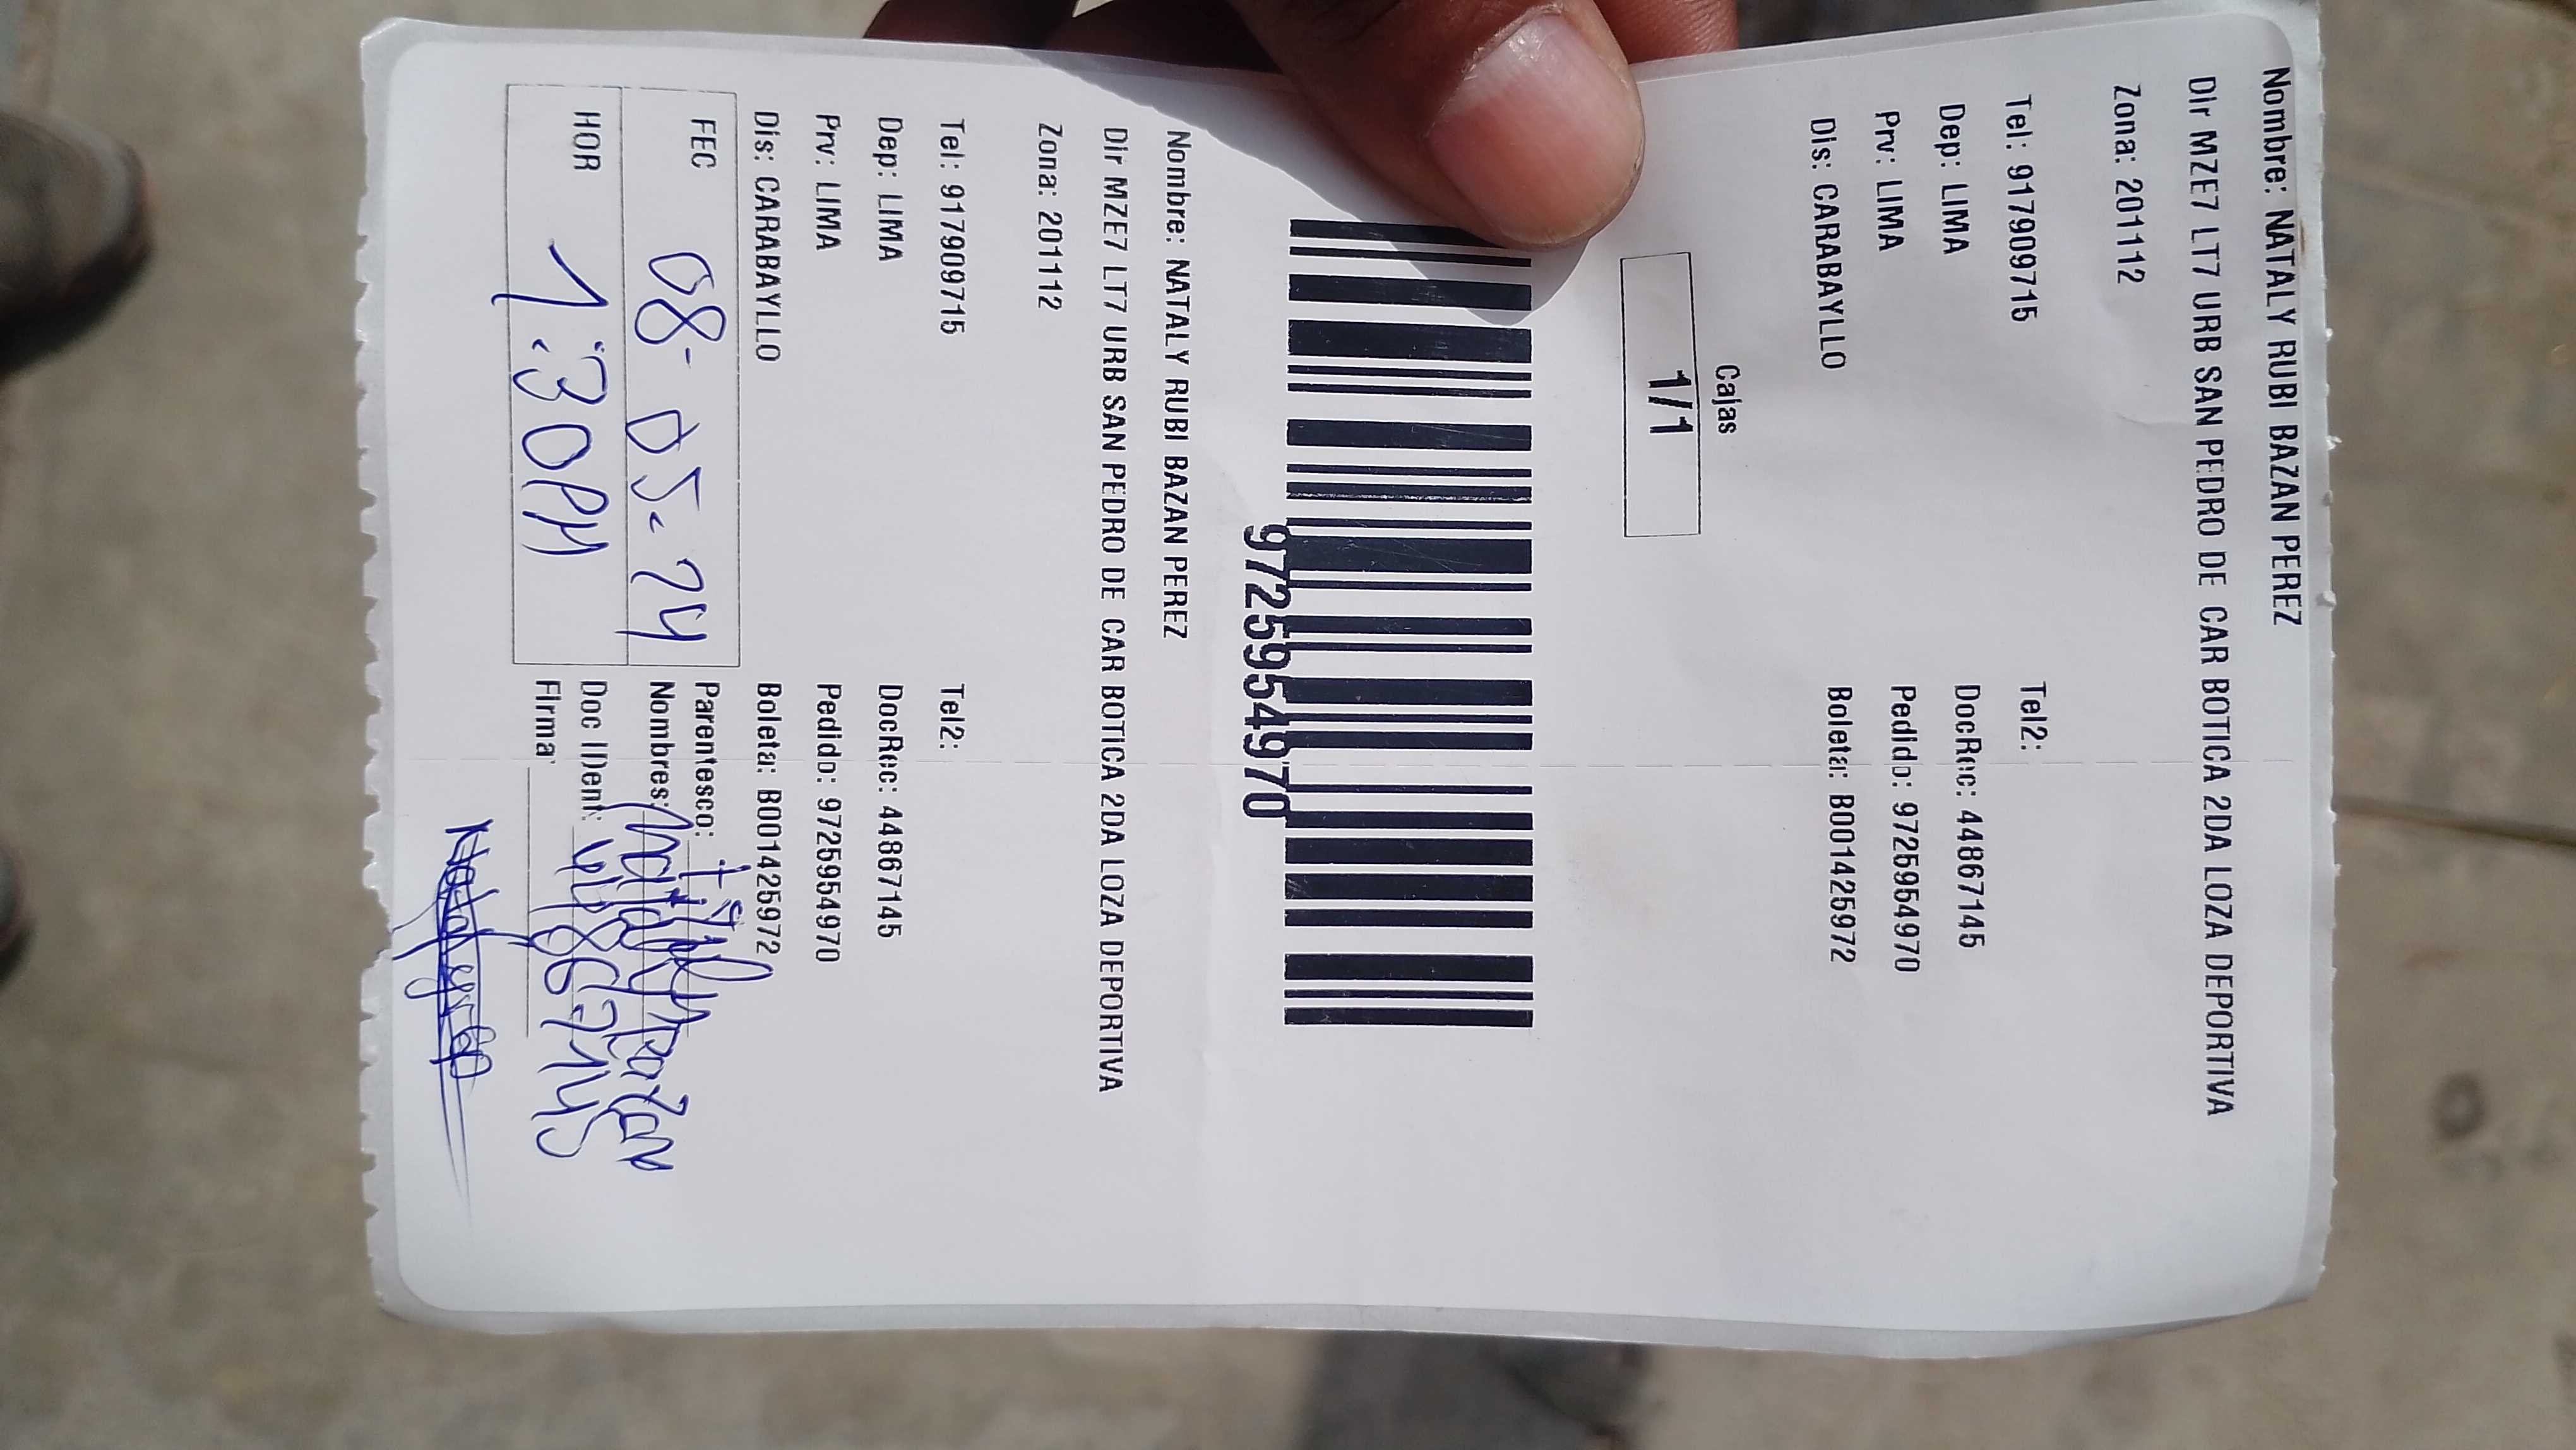 Nombre: NATALY RUBI BAZAN PEREZ
Dir MZE7 LT7 URB SAN PEDRO DE CAR BOTICA 2DA LOZA DEPORTIVA
Zona: 201112
Tel: 917909715 Tel2:
Dep: LIMA DocRec: 44867145
Prv: LIMA Pedido: 9725954970
Dis: CARABAYLLO Boleta: B001425972
Cajas
1/1
9725954970
Nombre: NATALY RUBI BAZAN PEREZ
Dir MZE7 LT7 URB SAN PEDRO DE CAR BOTICA 2DA LOZA DEPORTIVA
Zona: 201112
Tel: 917909715 Tel2:
Dep: LIMA DocRec: 44867145
Prv: LIMA Pedido: 9725954970
Dis: CARABAYLLO Boleta: B001425972
FEC 08-05-24 Parentesco:
Nombres: Nataly Bazan
HOR 1:30PM Doc IDent: 44867145
Firma